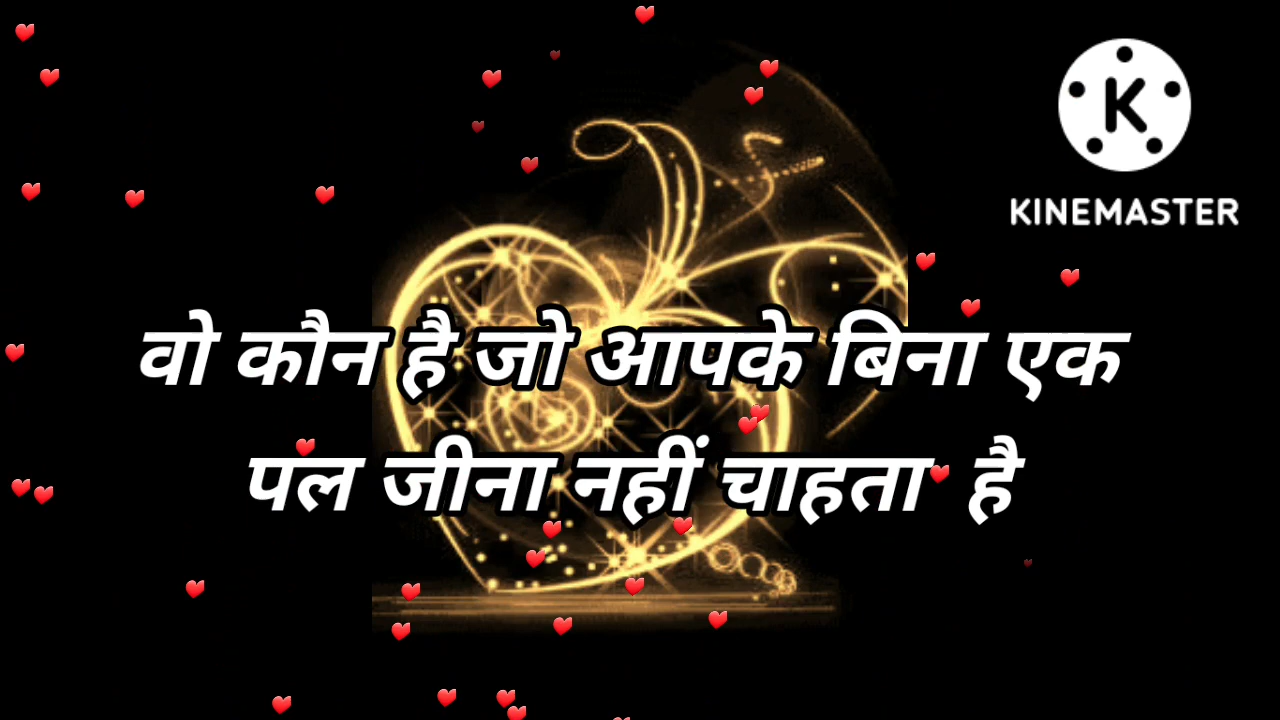 KINEMASTER
वो कौन है जो आपके बिना एक
पल जीना नहीं चाहता है